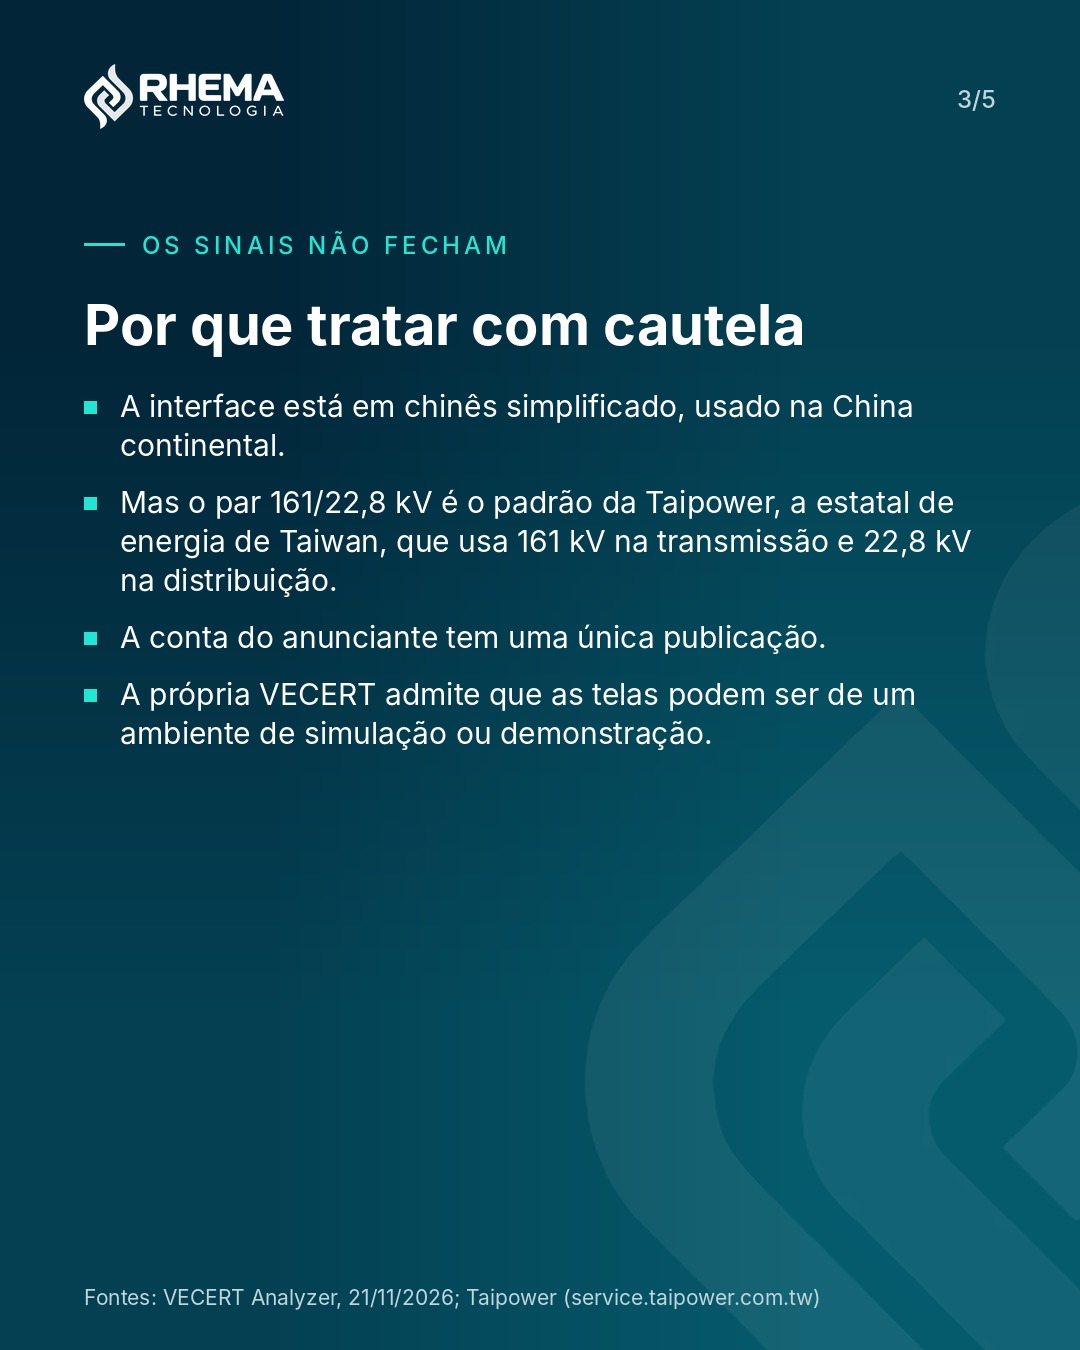 RHEMA
TECNOLOGIA
3/5
OS SINAIS NÃO FECHAM
Por que tratar com cautela
A interface está em chinês simplificado, usado na China
continental.
Mas o par 161/22,8 kV é o padrão da Taipower, a estatal de
energia de Taiwan, que usa 161 kV na transmissão e 22,8 kV
na distribuição.
A conta do anunciante tem uma única publicação.
A própria VECERT admite que as telas podem ser de um
ambiente de simulação ou demonstração.
Fontes: VECERT Analyzer, 21/11/2026; Taipower (service.taipower.com.tw)